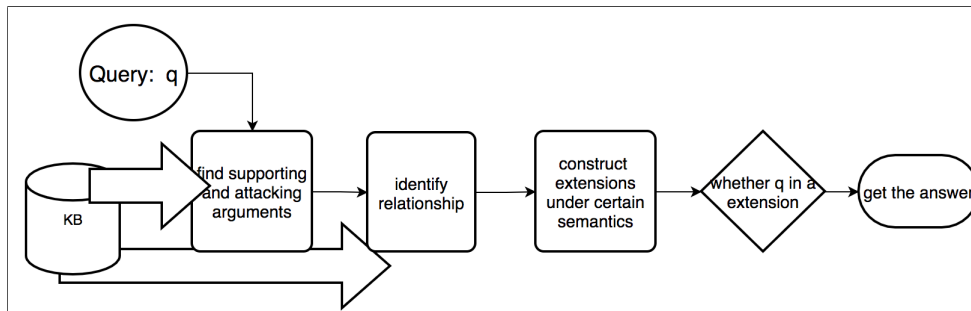 Query: q
KB
find supporting
and attacking
arguments
identify
relationship
construct
extensions
under certain
semantics
whether q in a
extension
get the answer